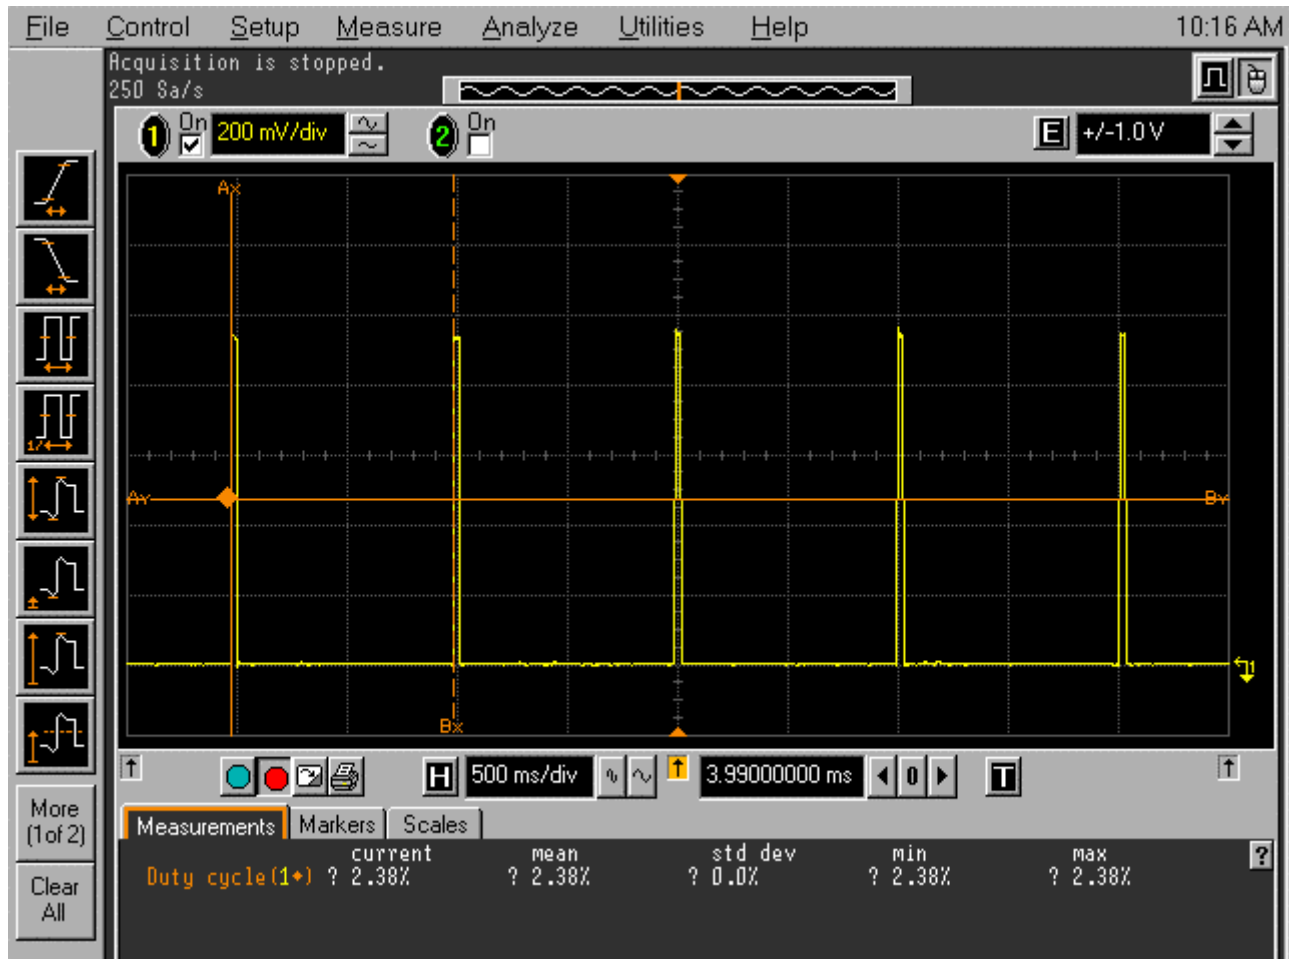 File Control Setup Measure Analyze Utilities Help 10:16 AM
Acquisition is stopped.
250 Sa/s
1 On 200 mV/div 2 On E +/-1.0 V
Ax
Ay By
Bx
1
H 500 ms/div 3.99000000 ms 0 T
1/
More
(1of 2)
Clear
All
Measurements Markers Scales
current mean std dev min max ?
Duty cycle(1♦) ? 2.38% ? 2.38% ? 0.0% ? 2.38% ? 2.38%